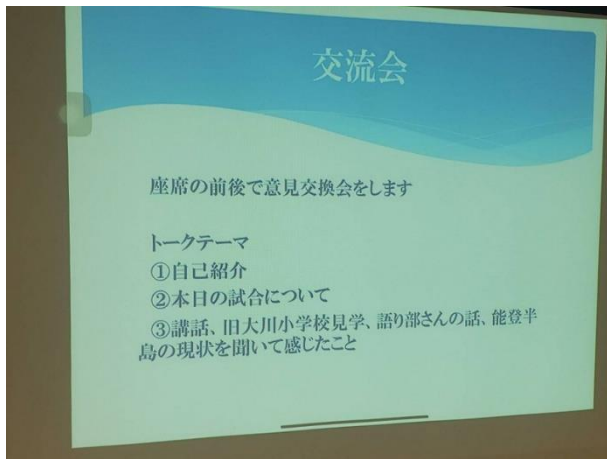 交流会
座席の前後で意見交換会をします
トークテーマ
①自己紹介
②本日の試合について
③講話、旧大川小学校見学、語り部さんの話、能登半
島の現状を聞いて感じたこと